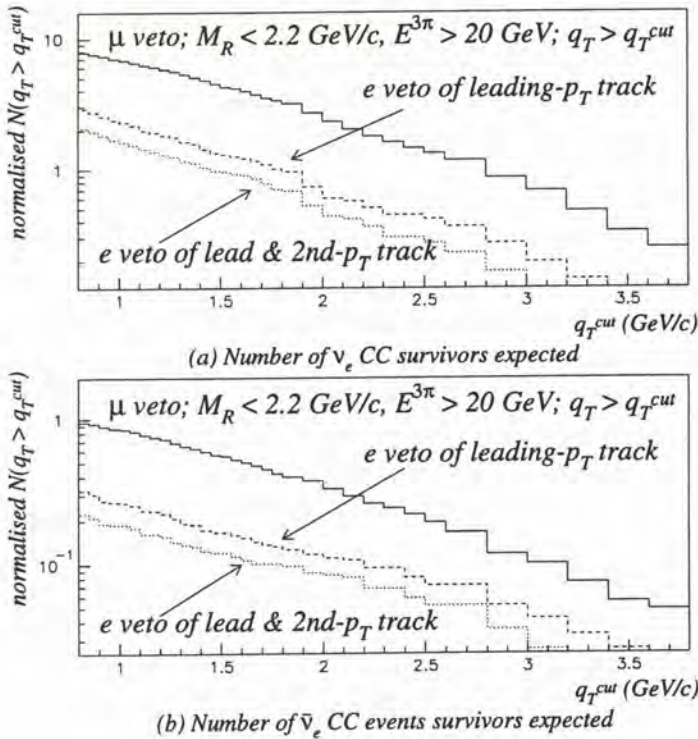 μ veto; M_R < 2.2 GeV/c, E^{3π} > 20 GeV; q_T > q_T^{cut}
e veto of leading-p_T track
e veto of lead & 2nd-p_T track
normalised N(q_T > q_T^{cut})
10
1
1
1.5
2
2.5
3
3.5
q_T^{cut} (GeV/c)
(a) Number of ν_e CC survivors expected
μ veto; M_R < 2.2 GeV/c, E^{3π} > 20 GeV; q_T > q_T^{cut}
e veto of leading-p_T track
e veto of lead & 2nd-p_T track
normalised N(q_T > q_T^{cut})
1
10^{-1}
1
1.5
2
2.5
3
3.5
q_T^{cut} (GeV/c)
(b) Number of ν̄_e CC events survivors expected